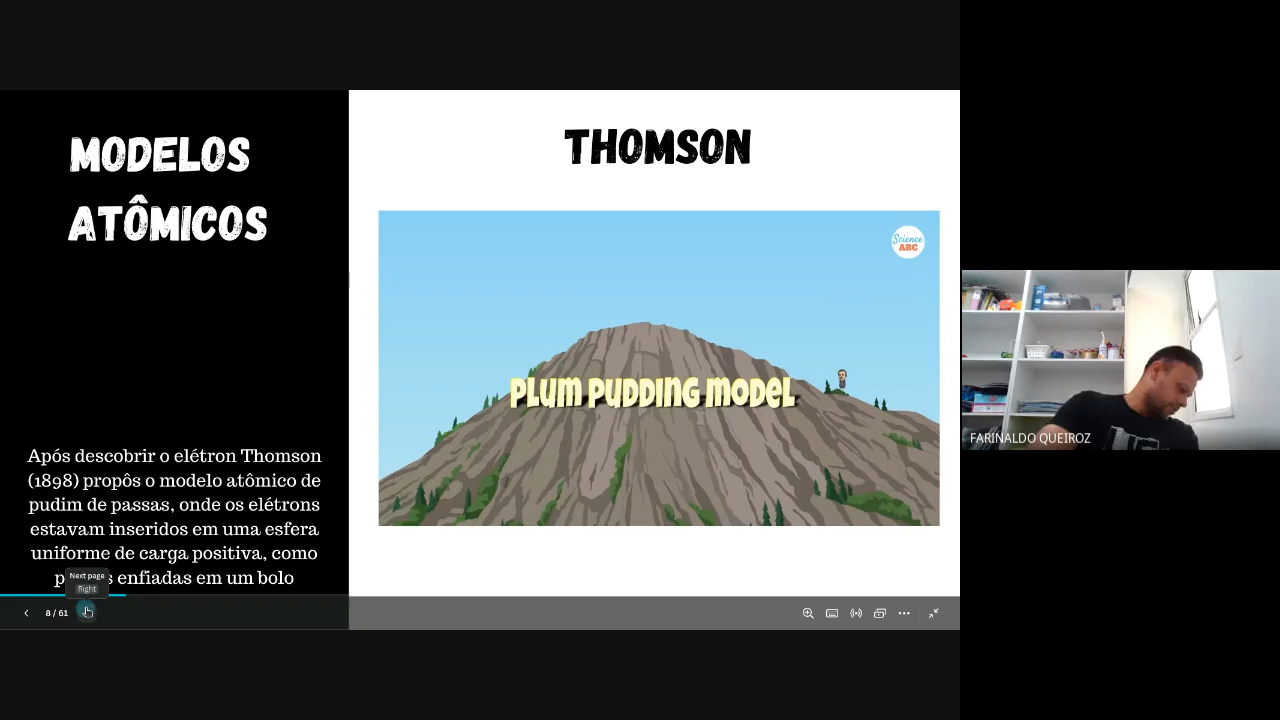 MODELOS
ATÔMICOS
Após descobrir o elétron Thomson
(1898) propôs o modelo atômico de
pudim de passas, onde os elétrons
estavam inseridos em uma esfera
uniforme de carga positiva, como
enfiadas em um bolo
Next page
Right
8 / 61
THOMSON
Science
ABC
PLUM PUDDING MODEL
FARINALDO QUEIROZ